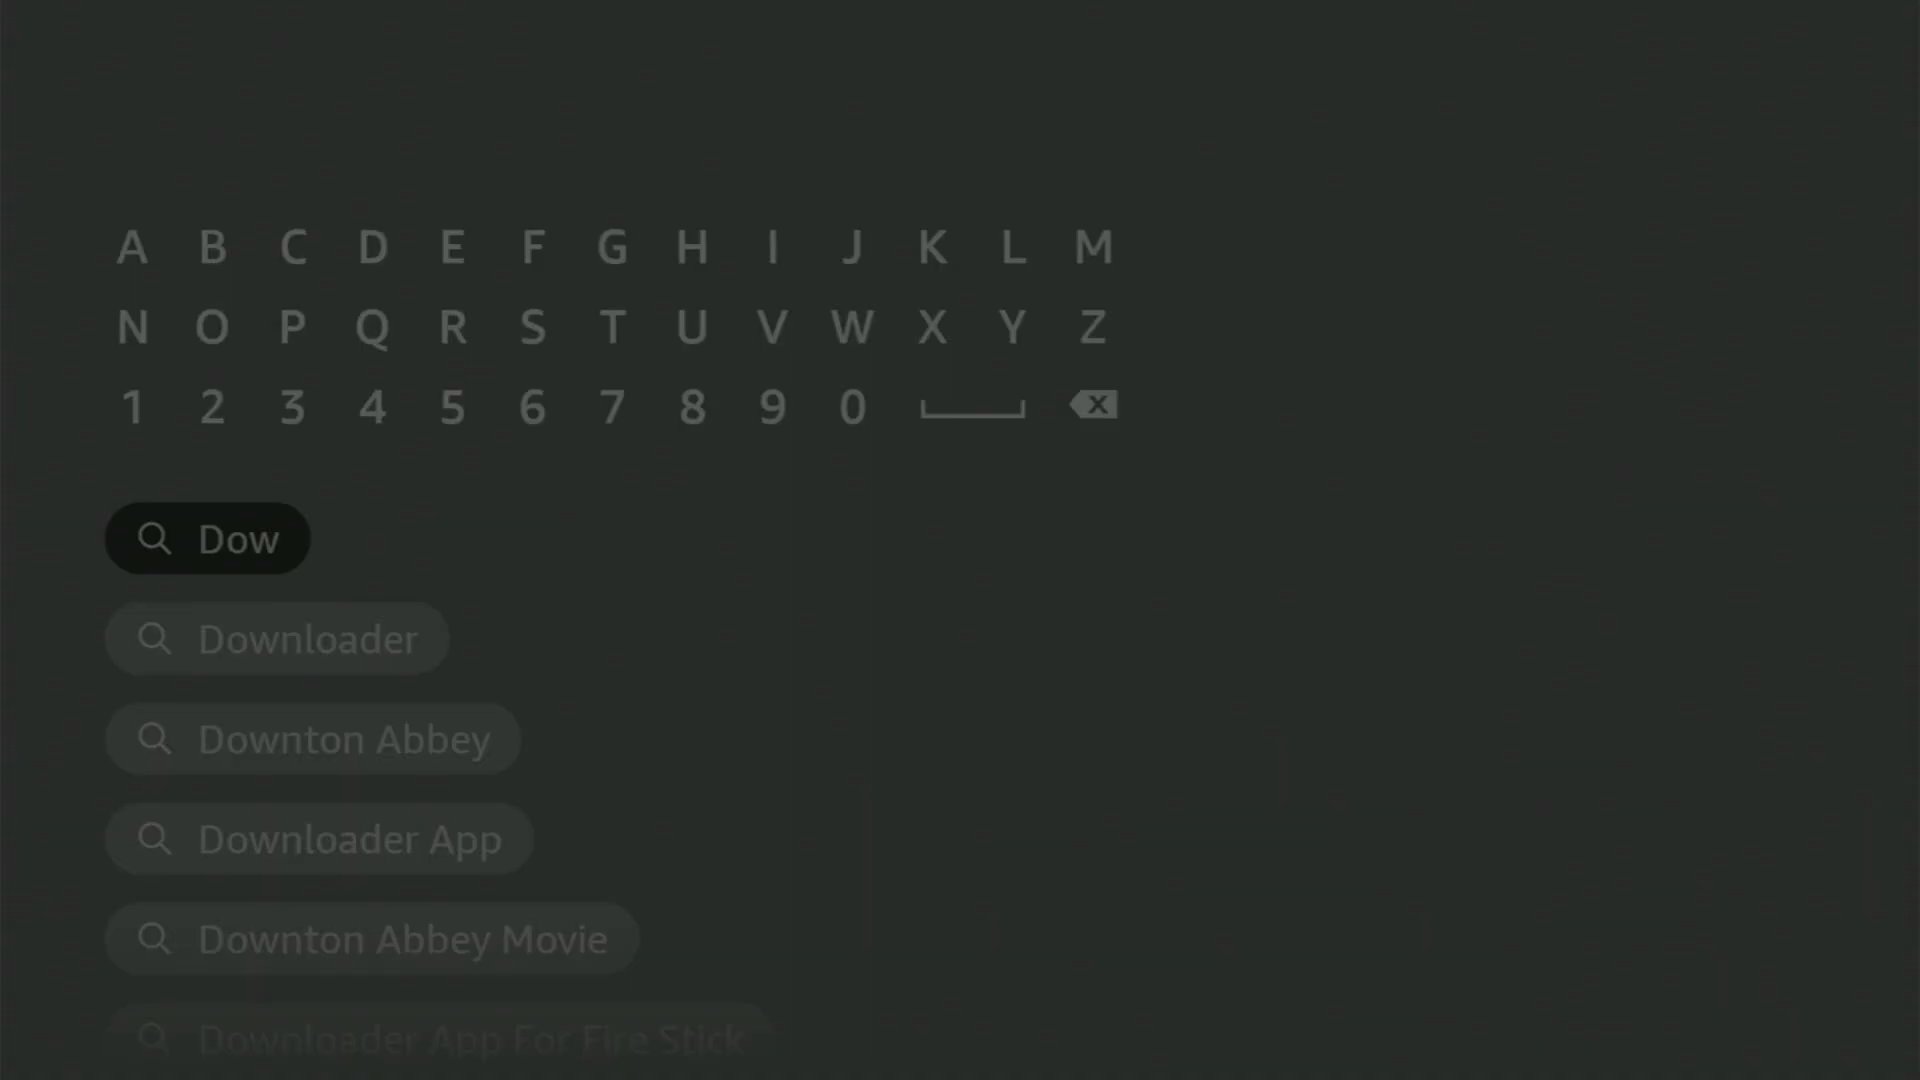 A B C D E F G H I J K L M
N O P Q R S T U V W X Y Z
1 2 3 4 5 6 7 8 9 0
Dow
Downloader
Downton Abbey
Downloader App
Downton Abbey Movie
Downloader App For Fire Stick